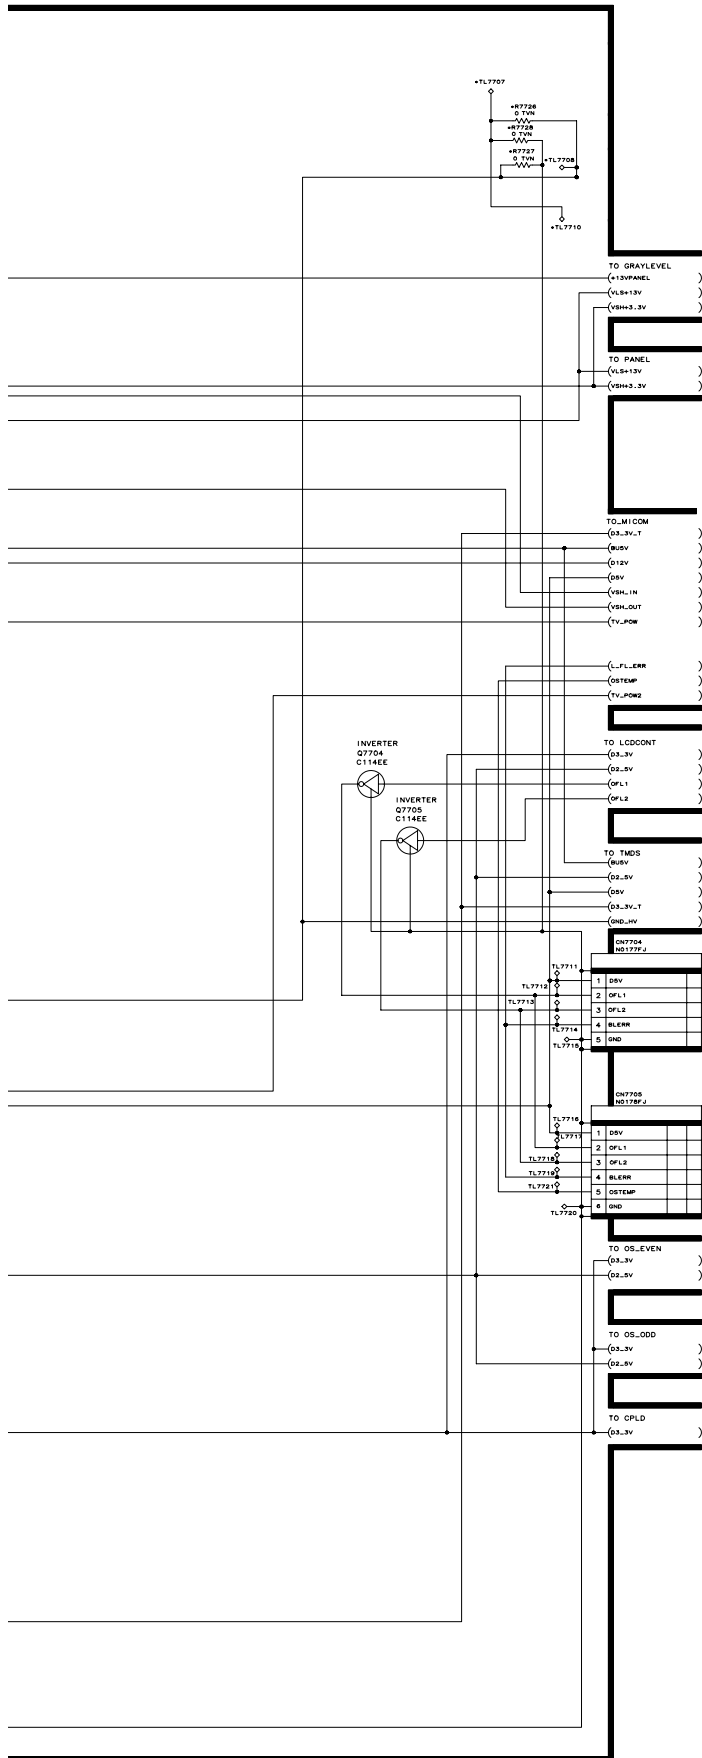 *TL7707
*R7726
0 TVN
*R7728
0 TVN
*R7727
0 TVN
*TL7708
*TL7710
TO GRAYLEVEL
+13VPANEL
VLS+13V
VSH+3.3V
TO PANEL
VLS+13V
VSH+3.3V
TO_MICOM
D3_3V_T
BU5V
D12V
D5V
VSH_IN
VSH_OUT
TV_POW
L_FL_ERR
OSTEMP
TV_POW2
INVERTER
Q7704
C114EE
TO LCDCONT
D3_3V
D2_5V
OFL1
OFL2
INVERTER
Q7705
C114EE
TO TMDS
BU5V
D2_5V
D5V
D3_3V_T
GND_HV
CN7704
N0177FJ
TL7711
TL7712
TL7713
TL7714
TL7715
1 D5V
2 OFL1
3 OFL2
4 BLERR
5 GND
CN7705
N0178FJ
TL7716
TL7717
TL7718
TL7719
TL7721
TL7720
1 D5V
2 OFL1
3 OFL2
4 BLERR
5 OSTEMP
6 GND
TO OS_EVEN
D3_3V
D2_5V
TO OS_ODD
D3_3V
D2_5V
TO CPLD
D3_3V